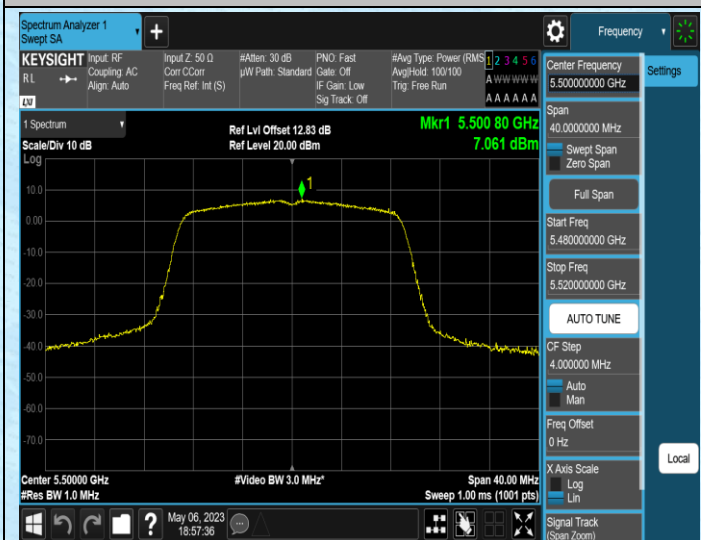 Spectrum Analyzer 1
Swept SA
Frequency
KEYSIGHT
Input: RF
Input Z: 50 Ω
#Atten: 30 dB
PNO: Fast
#Avg Type: Power (RMS
1 2 3 4 5 6
RL
Coupling: AC
Corr CCorr
µW Path: Standard
Gate: Off
Avg|Hold: 100/100
A W W W W W
Align: Auto
Freq Ref: Int (S)
IF Gain: Low
Trig: Free Run
Sig Track: Off
A A A A A A
LXI
1 Spectrum
Ref Lvl Offset 12.83 dB
Mkr1 5.500 80 GHz
Scale/Div 10 dB
Ref Level 20.00 dBm
7.061 dBm
Log
1
10.0
0.00
-10.0
-20.0
-30.0
-40.0
-50.0
-60.0
-70.0
Center 5.50000 GHz
#Video BW 3.0 MHz*
Span 40.00 MHz
#Res BW 1.0 MHz
Sweep 1.00 ms (1001 pts)
?
May 06, 2023
18:57:36
Center Frequency
5.500000000 GHz
Settings
Span
40.0000000 MHz
Swept Span
Zero Span
Full Span
Start Freq
5.480000000 GHz
Stop Freq
5.520000000 GHz
AUTO TUNE
CF Step
4.000000 MHz
Auto
Man
Freq Offset
0 Hz
X Axis Scale
Log
Lin
Local
Signal Track
(Span Zoom)